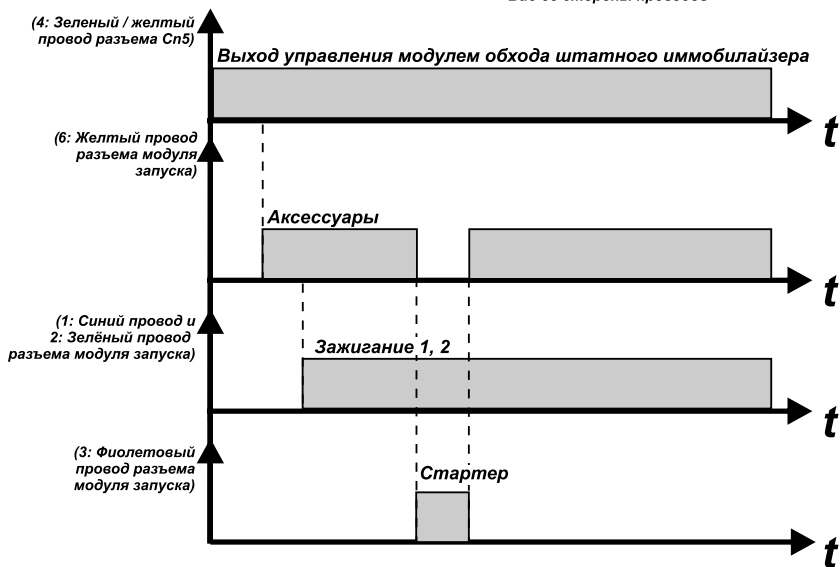 (4: Зеленый / желтый
провод разъема Cn5)
Выход управления модулем обхода штатного иммобилайзера
t
(6: Желтый провод
разъема модуля
запуска)
Аксессуары
t
(1: Синий провод и
2: Зелёный провод
разъема модуля запуска)
Зажигание 1, 2
t
(3: Фиолетовый
провод разъема
модуля запуска)
Стартер
t